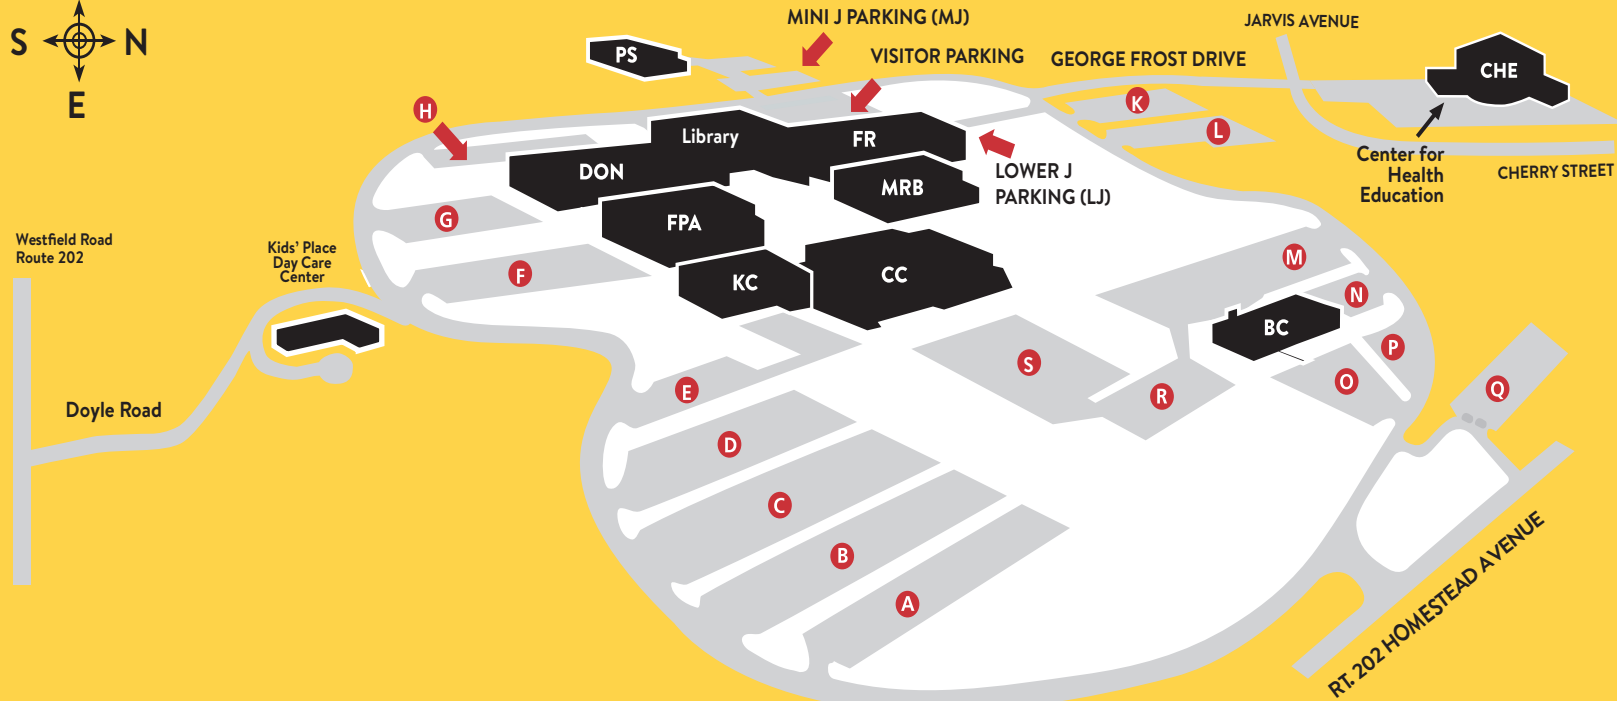 S
N
E
MINI J PARKING (MJ)
VISITOR PARKING
GEORGE FROST DRIVE
JARVIS AVENUE
CHERRY STREET
PS
CHE
Center for
Health
Education
H
K
L
Library
FR
DON
LOWER J
PARKING (LJ)
MRB
G
FPA
Westfield Road
Route 202
Kids' Place
Day Care
Center
F
KC
CC
M
N
BC
P
S
E
R
O
Q
Doyle Road
D
C
B
A
RT. 202 HOMESTEAD AVENUE